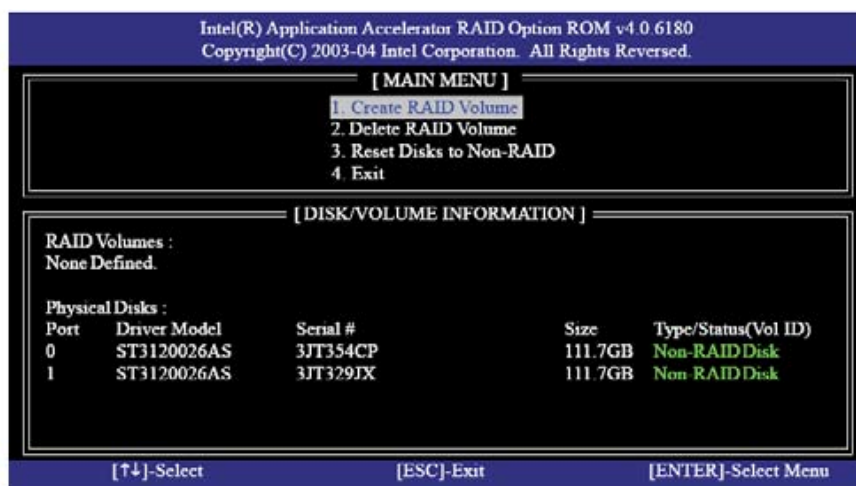 Intel(R) Application Accelerator RAID Option ROM v4.0.6180
Copyright(C) 2003-04 Intel Corporation. All Rights Reversed.
[ MAIN MENU ]
1. Create RAID Volume
2. Delete RAID Volume
3. Reset Disks to Non-RAID
4. Exit
[ DISK/VOLUME INFORMATION ]
RAID Volumes :
None Defined.
Physical Disks :
Port Driver Model Serial # Size Type/Status(Vol ID)
0 ST3120026AS 3JT354CP 111.7GB Non-RAID Disk
1 ST3120026AS 3JT329JX 111.7GB Non-RAID Disk
[↑↓]-Select [ESC]-Exit [ENTER]-Select Menu